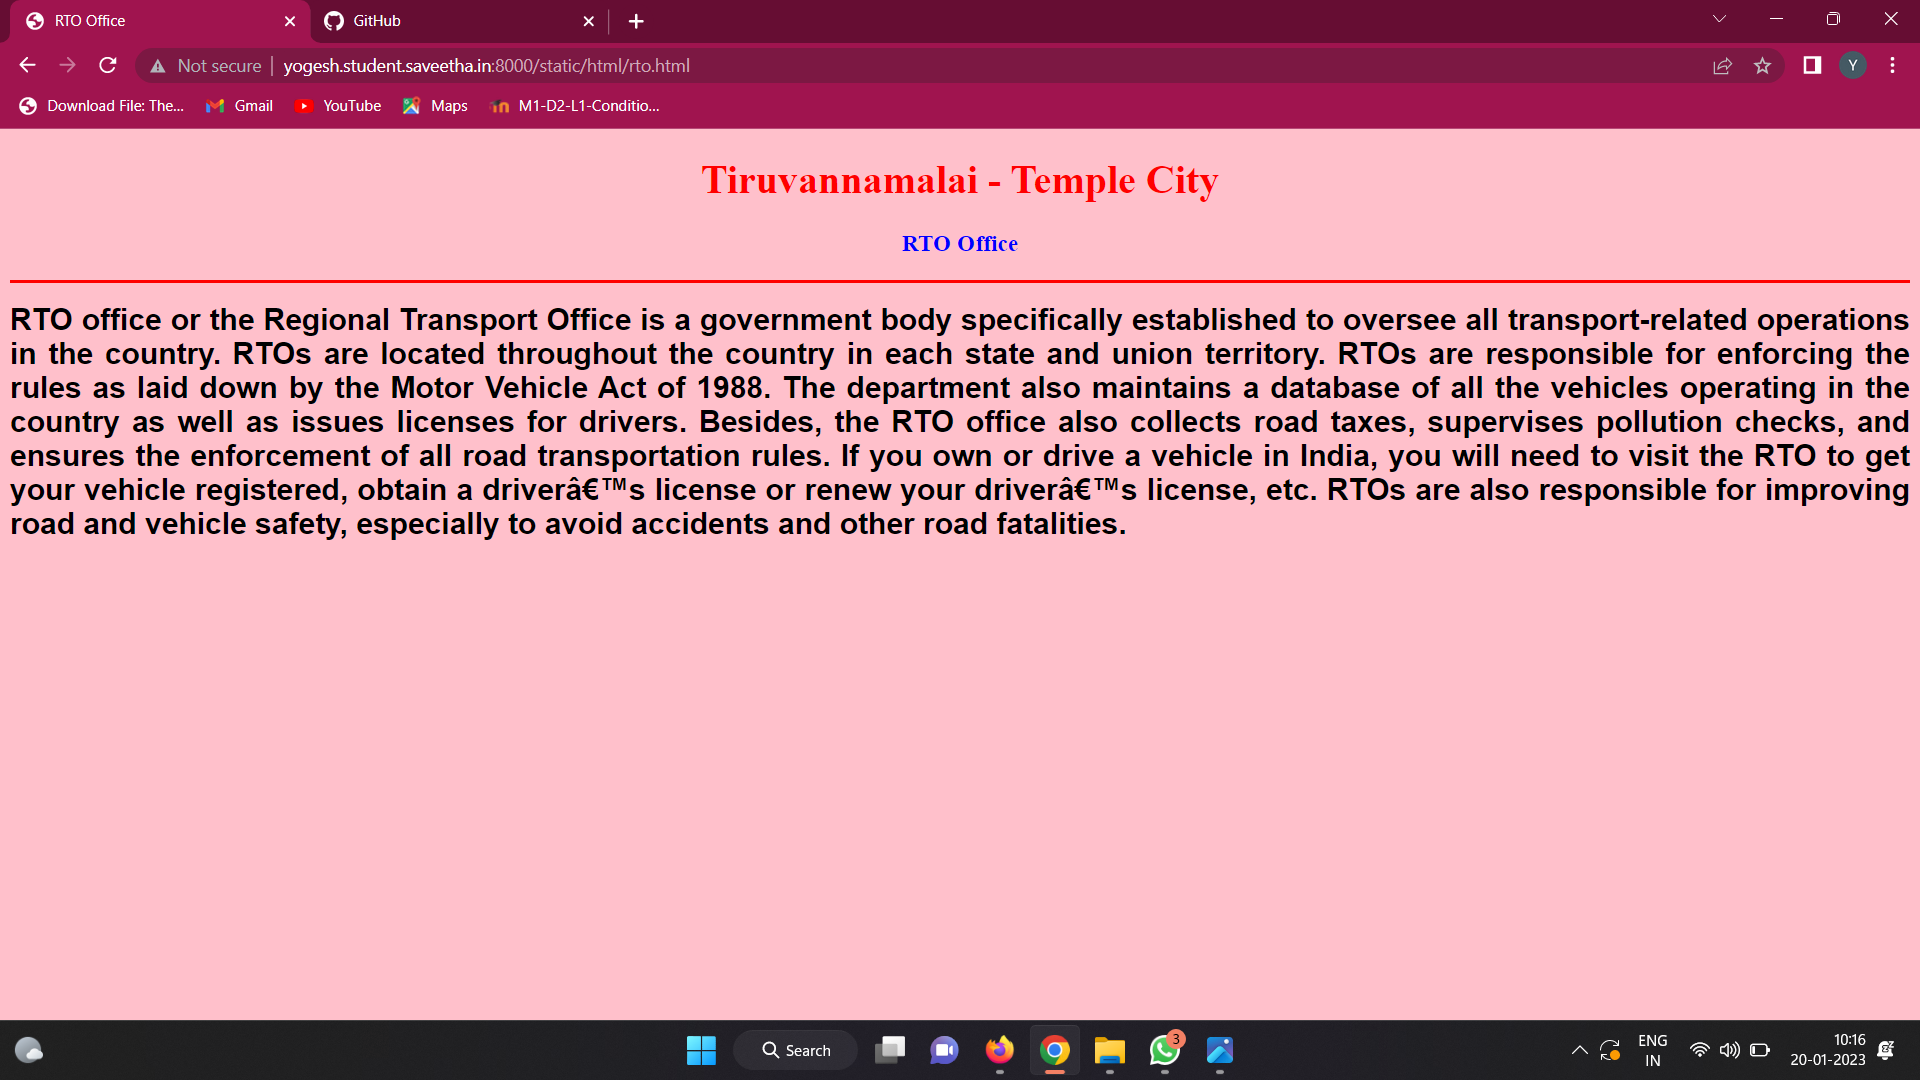 RTO Office
GitHub
Not secure
yogesh.student.saveetha.in:8000/static/html/rto.html
Y
Download File: The...
Gmail
YouTube
Maps
M1-D2-L1-Conditio...
Tiruvannamalai - Temple City
RTO Office
RTO office or the Regional Transport Office is a government body specifically established to oversee all transport-related operations
in the country. RTOs are located throughout the country in each state and union territory. RTOs are responsible for enforcing the
rules as laid down by the Motor Vehicle Act of 1988. The department also maintains a database of all the vehicles operating in the
country as well as issues licenses for drivers. Besides, the RTO office also collects road taxes, supervises pollution checks, and
ensures the enforcement of all road transportation rules. If you own or drive a vehicle in India, you will need to visit the RTO to get
your vehicle registered, obtain a driverâ€™s license or renew your driverâ€™s license, etc. RTOs are also responsible for improving
road and vehicle safety, especially to avoid accidents and other road fatalities.
Search
3
ENG
IN
10:16
20-01-2023